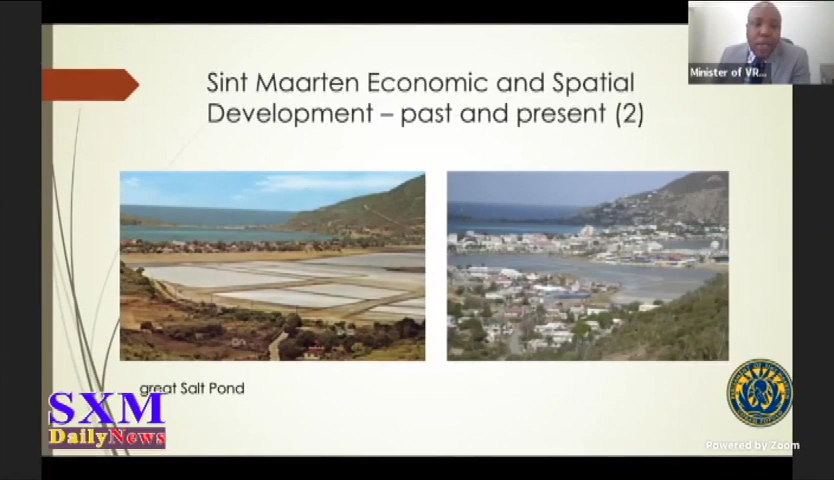 Minister of VR...
Sint Maarten Economic and Spatial
Development – past and present (2)
great Salt Pond
SXM
DailyNews
Powered by Zoom